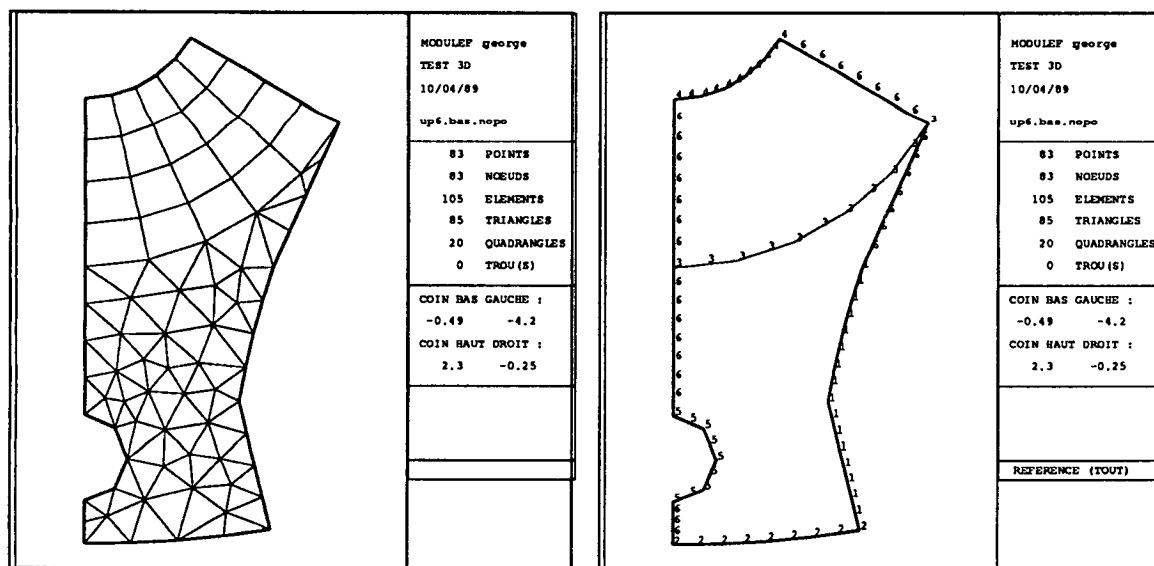 MODULEF george
TEST 3D
10/04/89
up6.bas.nopo
83 POINTS
83 NOEUDS
105 ELEMENTS
85 TRIANGLES
20 QUADRANGLES
0 TROU(S)
COIN BAS GAUCHE :
-0.49 -4.2
COIN HAUT DROIT :
2.3 -0.25
MODULEF george
TEST 3D
10/04/89
up6.bas.nopo
83 POINTS
83 NOEUDS
105 ELEMENTS
85 TRIANGLES
20 QUADRANGLES
0 TROU(S)
COIN BAS GAUCHE :
-0.49 -4.2
COIN HAUT DROIT :
2.3 -0.25
REFERENCE (TOUT)